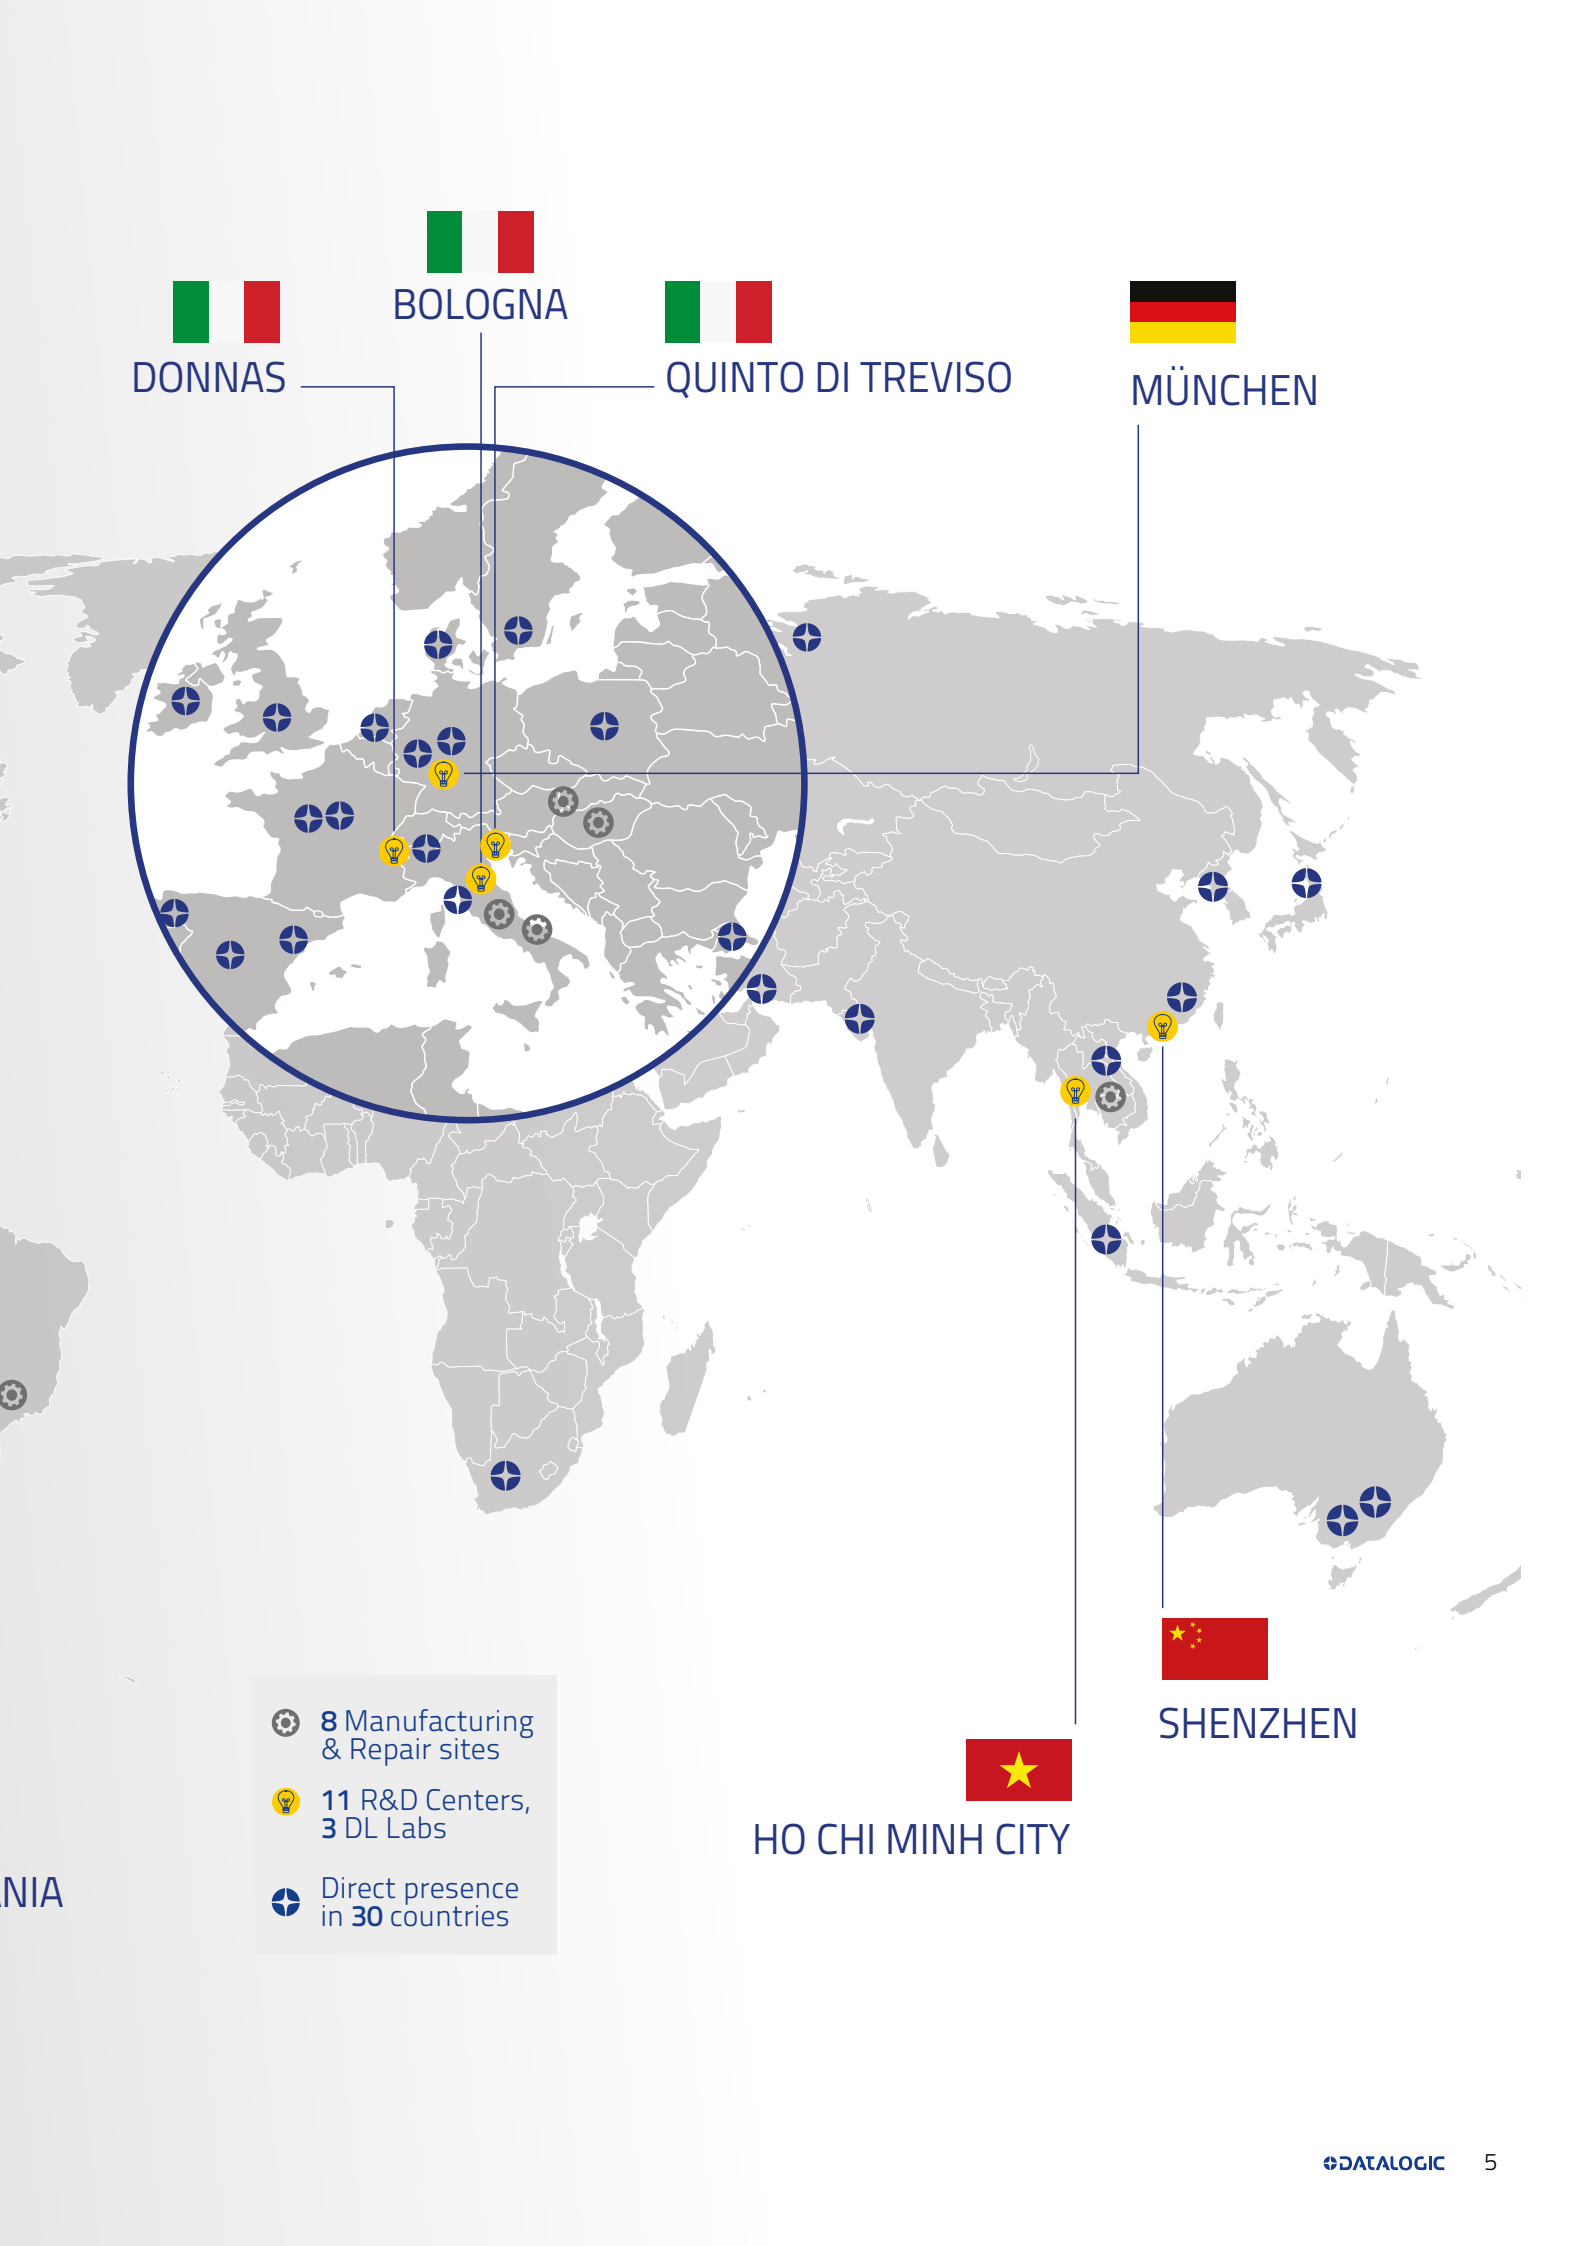 BOLOGNA
DONNAS
QUINTO DI TREVISO
MÜNCHEN
SHENZHEN
HO CHI MINH CITY
8 Manufacturing
& Repair sites
11 R&D Centers,
3 DL Labs
Direct presence
in 30 countries
NIA
DATALOGIC
5